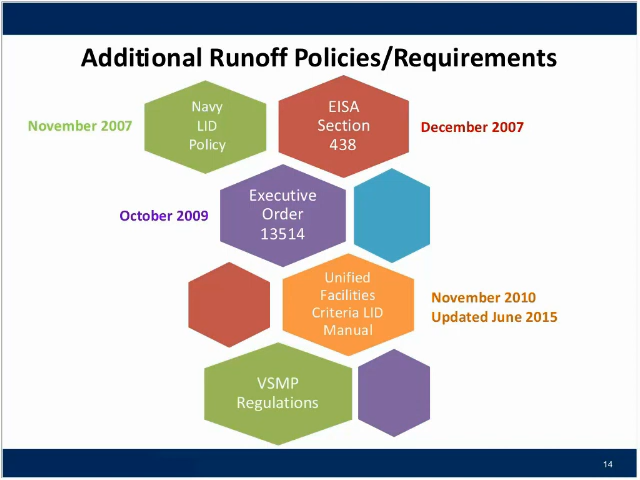 Additional Runoff Policies/Requirements
November 2007
Navy
LID
Policy
EISA
Section
438
December 2007
October 2009
Executive
Order
13514
Unified
Facilities
Criteria LID
Manual
November 2010
Updated June 2015
VSMP
Regulations
14